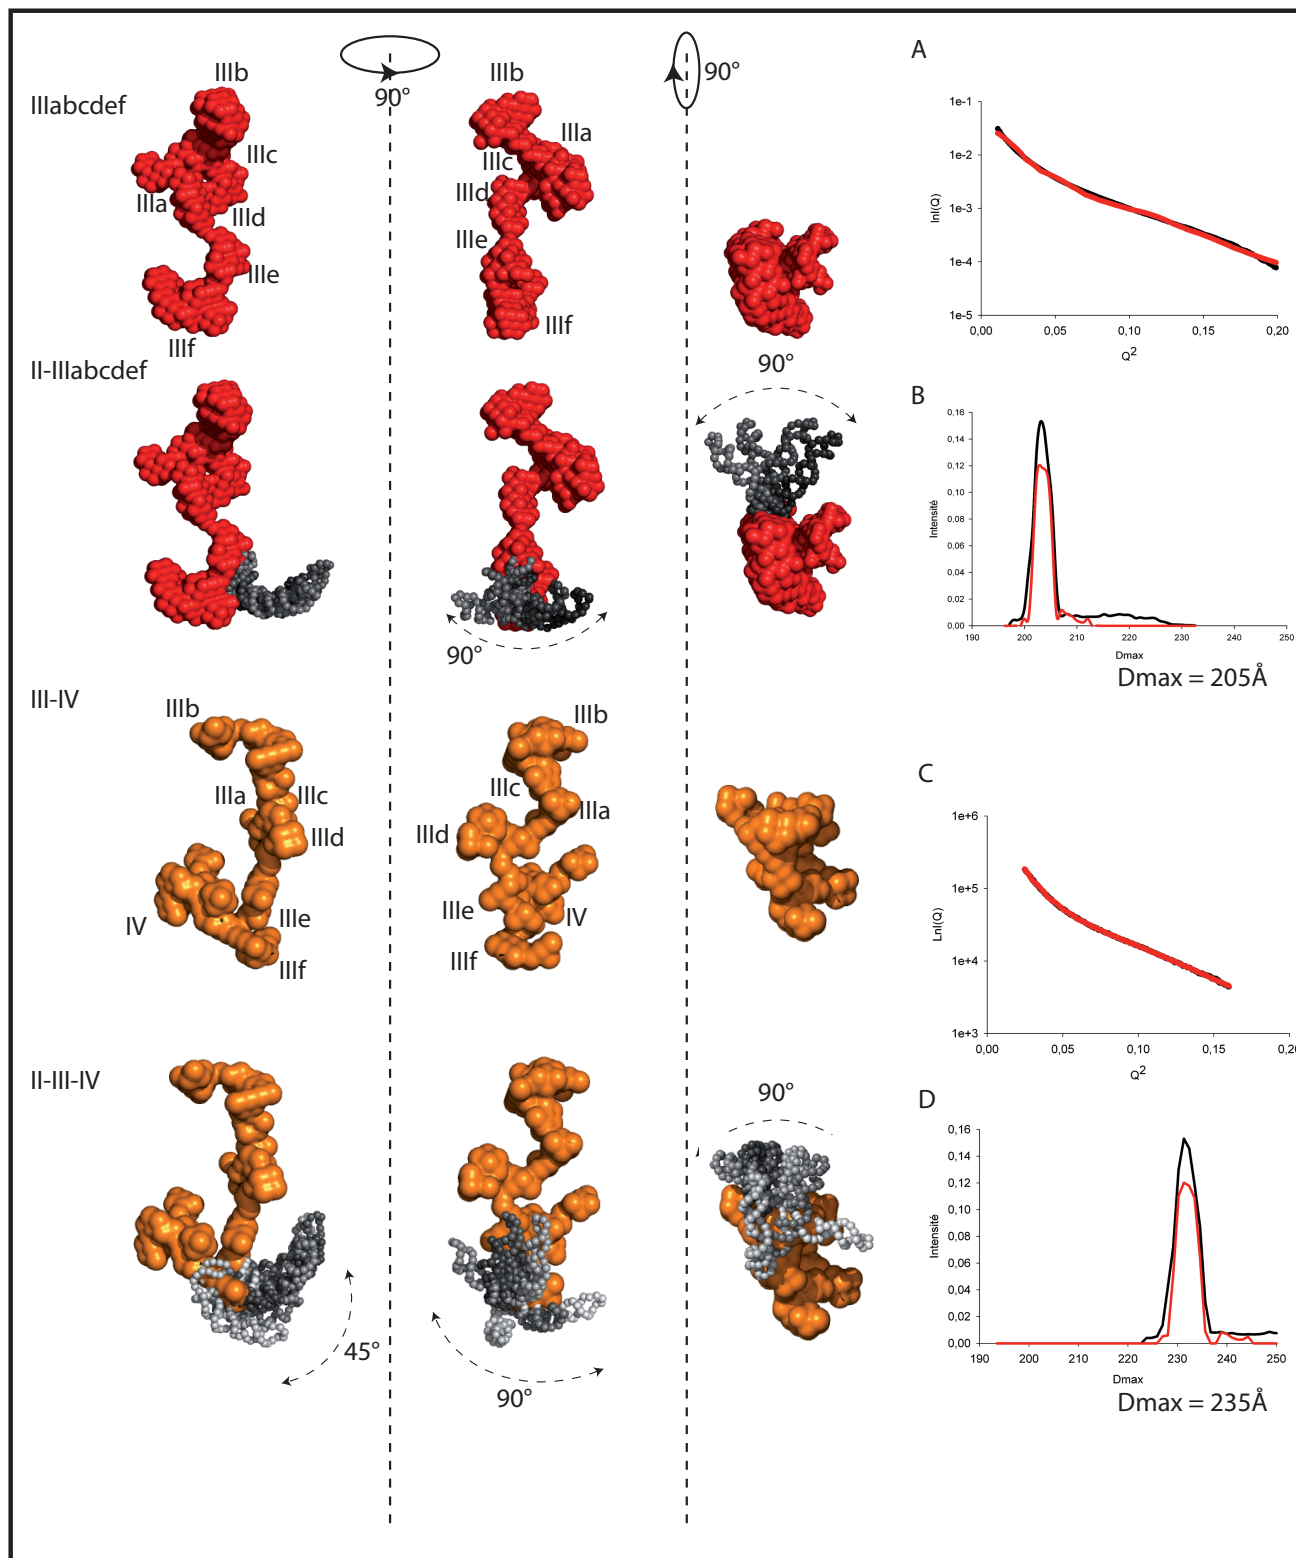 IIIabcdef
IIIb
IIIc
IIIa
IIId
IIIe
IIIf
90°
IIIb
IIIa
IIIc
IIId
IIIe
IIIf
90°
II-IIIabcdef
90°
90°
III-IV
IIIb
IIIa
IIIc
IIId
IV
IIIe
IIIf
IIIb
IIIc
IIIa
IIId
IIIe
IV
IIIf
II-III-IV
45°
90°
90°
A
lnI(Q)
1e-1
1e-2
1e-3
1e-4
1e-5
0,00 0,05 0,10 0,15 0,20
Q²
B
Intensité
0,16
0,14
0,12
0,10
0,08
0,06
0,04
0,02
0,00
190 200 210 220 230 240 250
Dmax
Dmax = 205Å
C
LnI(Q)
1e+6
1e+5
1e+4
1e+3
0,00 0,05 0,10 0,15 0,20
Q²
D
Intensité
0,16
0,14
0,12
0,10
0,08
0,06
0,04
0,02
0,00
190 200 210 220 230 240 250
Dmax
Dmax = 235Å